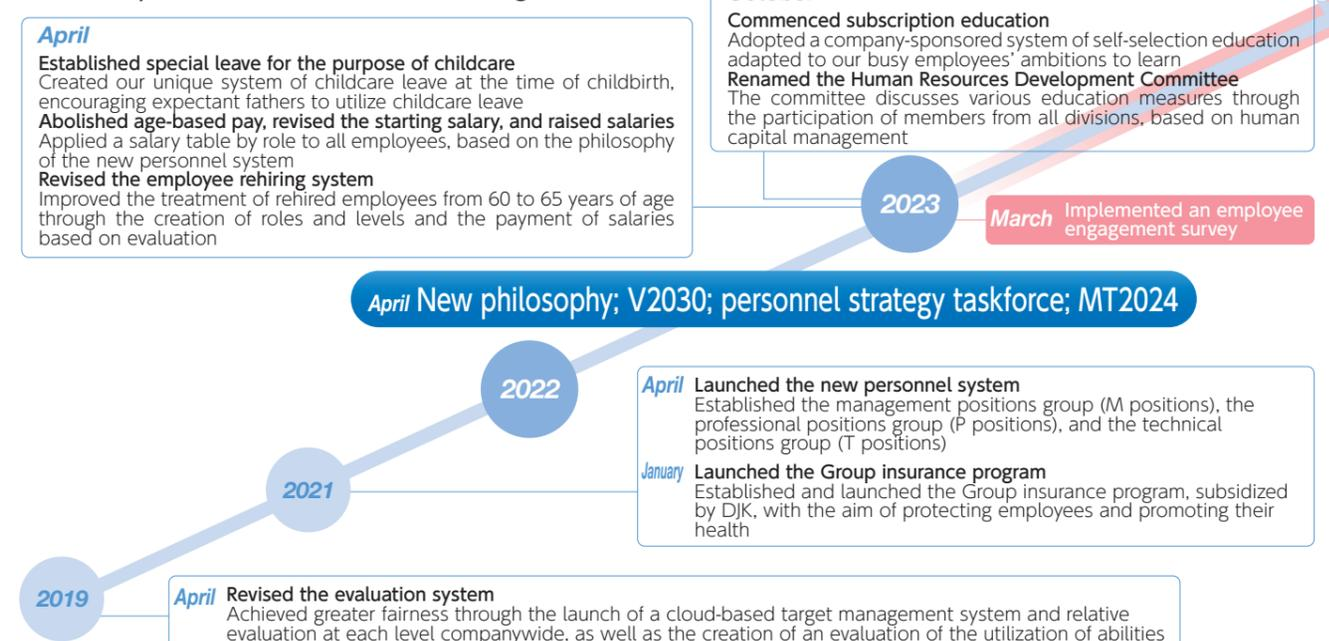 April
Established special leave for the purpose of childcare
Created our unique system of childcare leave at the time of childbirth,
encouraging expectant fathers to utilize childcare leave
Abolished age-based pay, revised the starting salary, and raised salaries
Applied a salary table by role to all employees, based on the philosophy
of the new personnel system
Revised the employee rehiring system
Improved the treatment of rehired employees from 60 to 65 years of age
through the creation of roles and levels and the payment of salaries
based on evaluation
Commenced subscription education
Adopted a company-sponsored system of self-selection education
adapted to our busy employees' ambitions to learn
Renamed the Human Resources Development Committee
The committee discusses various education measures through
the participation of members from all divisions, based on human
capital management
2023
March Implemented an employee
engagement survey
April New philosophy; V2030; personnel strategy taskforce; MT2024
2022
April Launched the new personnel system
Established the management positions group (M positions), the
professional positions group (P positions), and the technical
positions group (T positions)
January Launched the Group insurance program
Established and launched the Group insurance program, subsidized
by DJK, with the aim of protecting employees and promoting their
health
2021
2019
April Revised the evaluation system
Achieved greater fairness through the launch of a cloud-based target management system and relative
evaluation at each level companywide, as well as the creation of an evaluation of the utilization of abilities